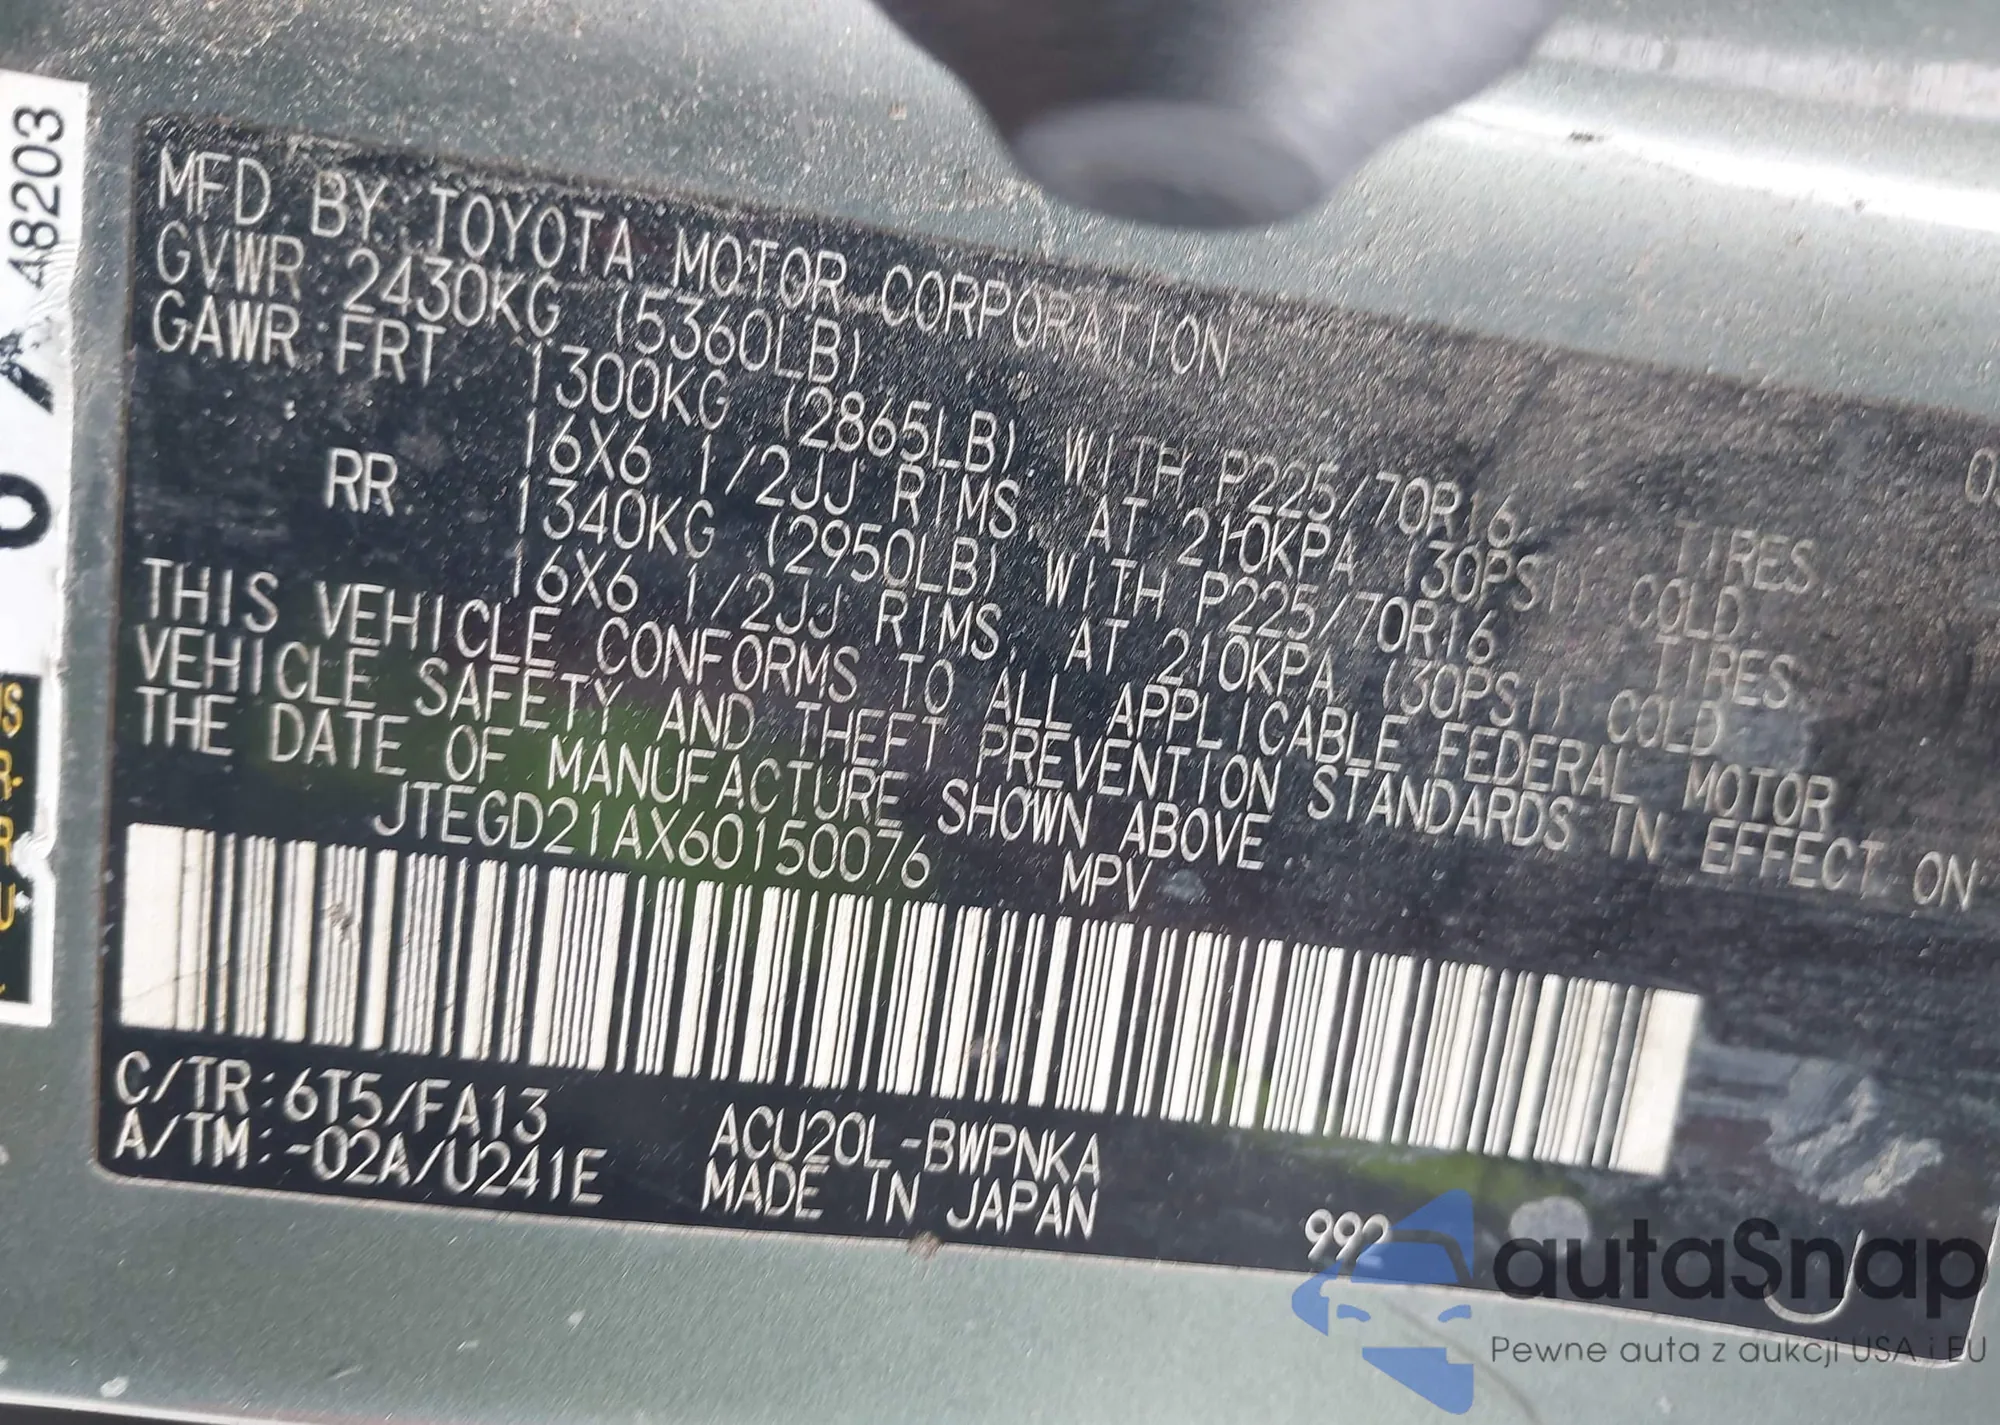 48203
MFD. BY TOYOTA MOTOR CORPORATION
GVWR 2430KG (5360LB)
GAWR FRT 1300KG (2865LB) WITH P225/70R16 TIRES
16X6 1/2JJ RIMS, AT 210KPA (30PSI) COLD.
RR 1340KG (2950LB) WITH P225/70R16 TIRES.
16X6 1/2JJ RIMS, AT 210KPA (30PSI) COLD
THIS VEHICLE CONFORMS TO ALL APPLICABLE FEDERAL MOTOR
VEHICLE SAFETY AND THEFT PREVENTION STANDARDS IN EFFECT ON
THE DATE OF MANUFACTURE SHOWN ABOVE.
JTEGD21AX60150076 MPV
C/TR:6T5/FA13
A/TM:-02A/U241E
ACU20L-BWPNKA
MADE IN JAPAN
992
autaSnap
Pewne auta z aukcji USA i EU